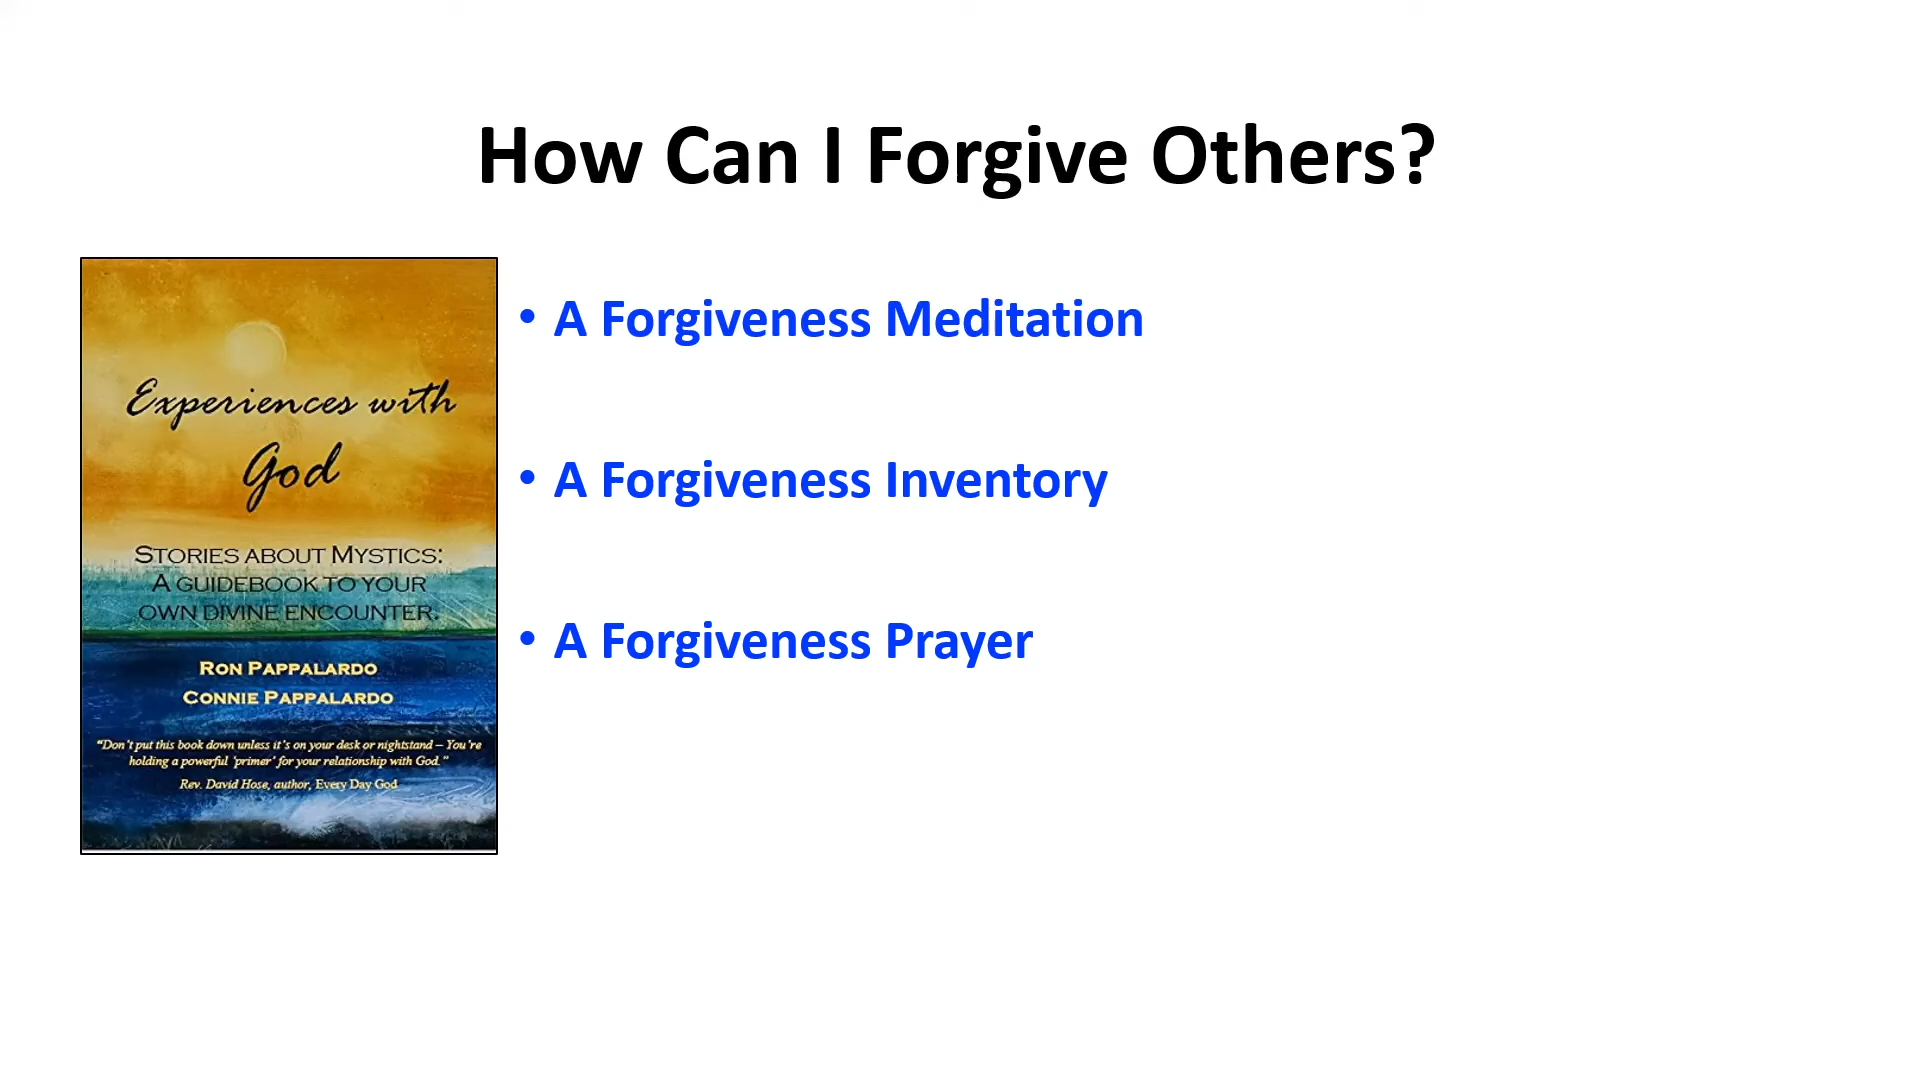 How Can I Forgive Others?
Experiences with
God
STORIES ABOUT MYSTICS:
A GUIDEBOOK TO YOUR
OWN DIVINE ENCOUNTER.
RON PAPPALARDO
CONNIE PAPPALARDO
“Don’t put this book down unless it’s on your desk or nightstand – You’re
holding a powerful ‘primer’ for your relationship with God.”
Rev. David Hose, author, Every Day God
• A Forgiveness Meditation
• A Forgiveness Inventory
• A Forgiveness Prayer